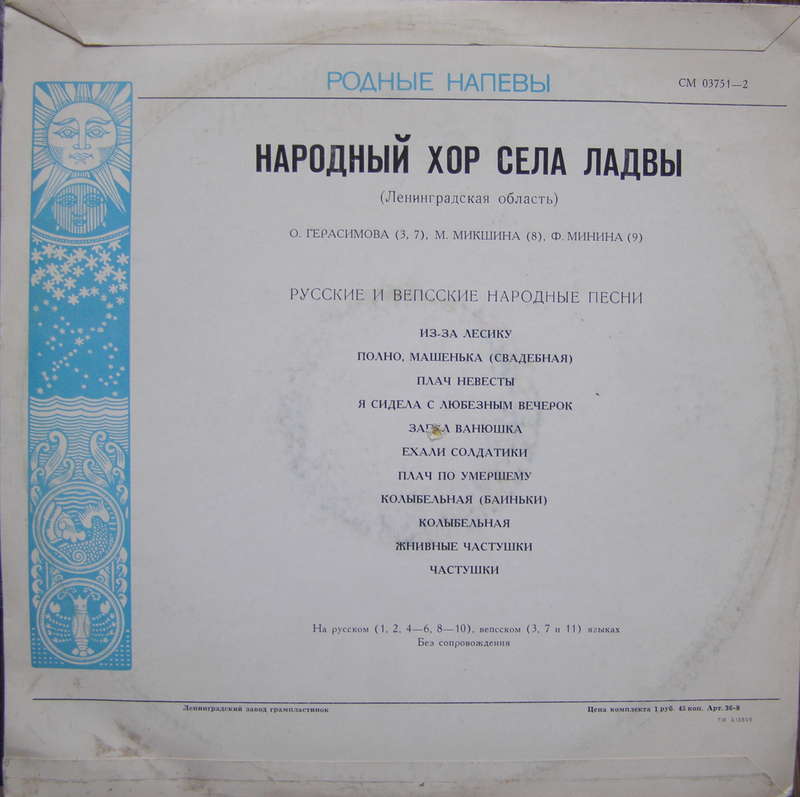 РОДНЫЕ НАПЕВЫ
СМ 03751—2
НАРОДНЫЙ ХОР СЕЛА ЛАДВЫ
(Ленинградская область)
О. ГЕРАСИМОВА (3, 7), М. МИКШИНА (8), Ф. МИНИНА (9)
РУССКИЕ И ВЕПССКИЕ НАРОДНЫЕ ПЕСНИ
ИЗ-ЗА ЛЕСИКУ
ПОЛНО, МАШЕНЬКА (СВАДЕБНАЯ)
ПЛАЧ НЕВЕСТЫ
Я СИДЕЛА С ЛЮБЕЗНЫМ ВЕЧЕРОК
ВАНЮШКА
ЕХАЛИ СОЛДАТИКИ
ПЛАЧ ПО УМЕРШЕМУ
КОЛЫБЕЛЬНАЯ (БАИНЬКИ)
КОЛЫБЕЛЬНАЯ
ЖНИВНЫЕ ЧАСТУШКИ
ЧАСТУШКИ
На русском (1, 2, 4—6, 8—10), вепсском (3, 7 и 11) языках
Без сопровождения
Ленинградский завод грампластинок
Цена комплекта 1 руб. 45 коп. Арт. 36-8